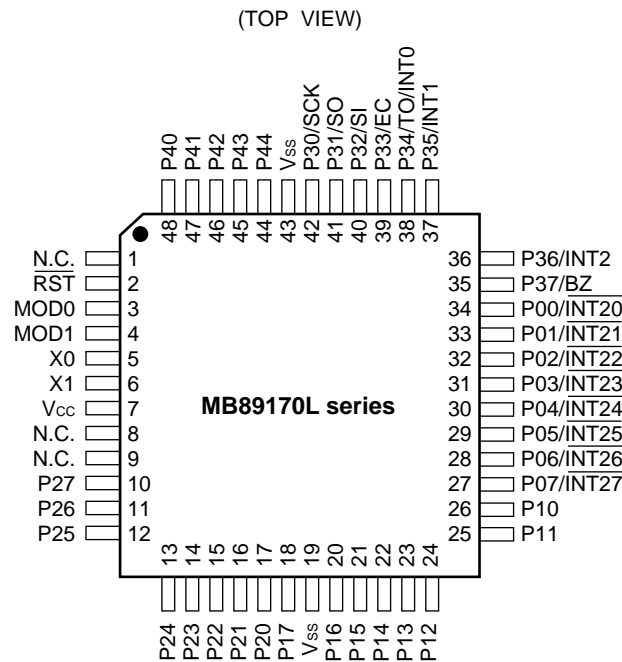 (TOP VIEW)
P40
P41
P42
P43
P44
Vss
P30/SCK
P31/SO
P32/SI
P33/EC
P34/TO/INT0
P35/INT1
48
47
46
45
44
43
42
41
40
39
38
37
N.C. 1
RST 2
MOD0 3
MOD1 4
X0 5
X1 6
Vcc 7
N.C. 8
N.C. 9
P27 10
P26 11
P25 12
MB89170L series
36 P36/INT2
35 P37/BZ
34 P00/INT20
33 P01/INT21
32 P02/INT22
31 P03/INT23
30 P04/INT24
29 P05/INT25
28 P06/INT26
27 P07/INT27
26 P10
25 P11
13
14
15
16
17
18
19
20
21
22
23
24
P24
P23
P22
P21
P20
P17
Vss
P16
P15
P14
P13
P12